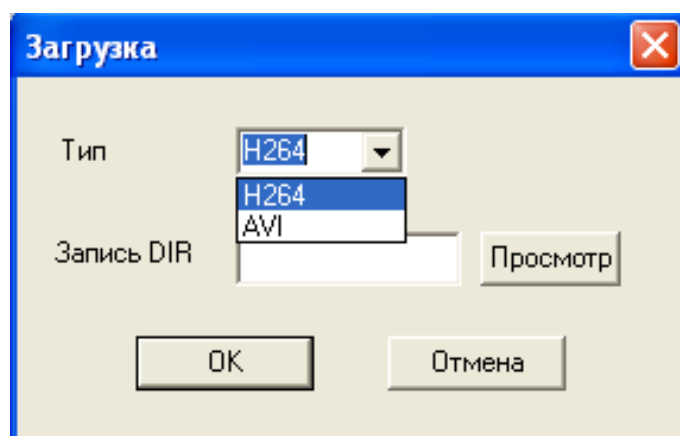 Загрузка
Тип H264
H264
AVI
Запись DIR Просмотр
OK Отмена